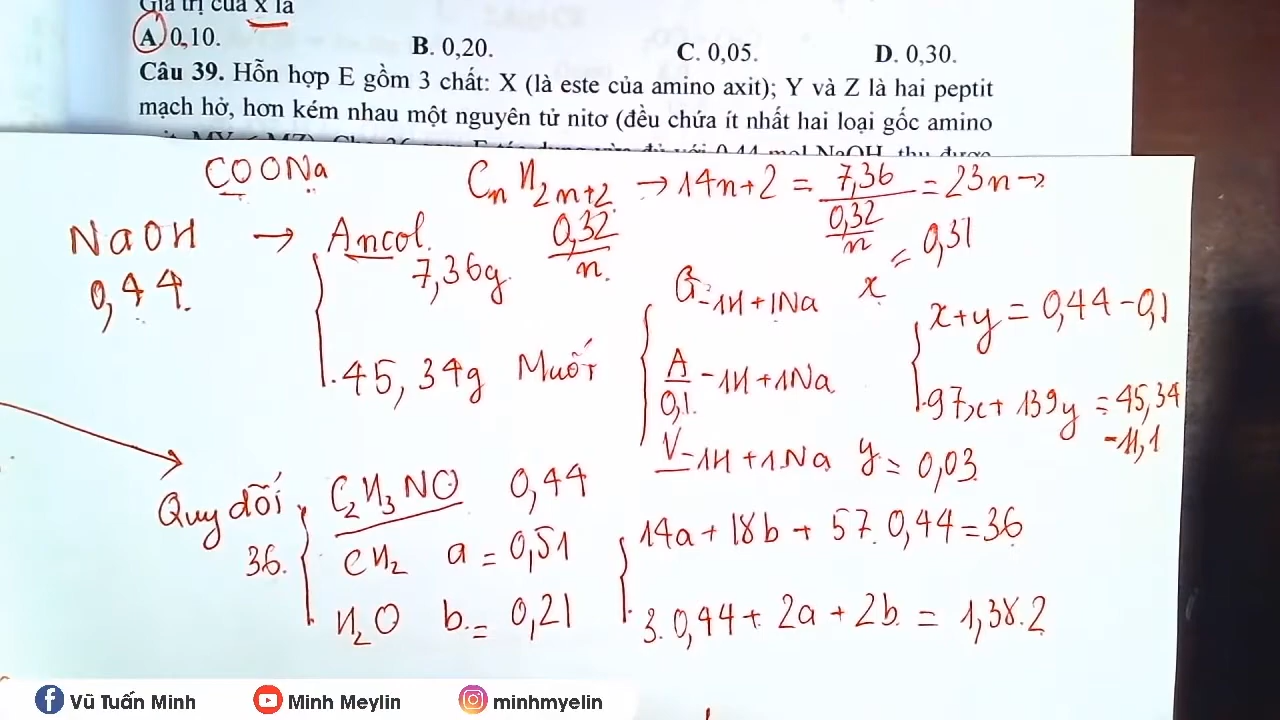 Giá trị của x là
A. 0,10.
B. 0,20.
C. 0,05.
D. 0,30.
Câu 39. Hỗn hợp E gồm 3 chất: X (là este của amino axit); Y và Z là hai peptit
mạch hở, hơn kém nhau một nguyên tử nitơ (đều chứa ít nhất hai loại gốc amino
COONa
CnH2n+2 → 14n+2 = 7,36 / (0,32/n) = 23n →
0,32/n
NaOH → Ancol
0,44
7,36g
45,34g Muối
G-1H+1Na x = 0,31
A-1H+1Na
0,1
V-1H+1Na y = 0,03
x+y = 0,44-0,1
97x+139y = 45,34
-11,1
Quy đổi
36
C2H3NO 0,44
CH2 a = 0,51
H2O b = 0,21
14a+18b+57.0,44=36
3.0,44+2a+2b = 1,38.2
Vũ Tuấn Minh
Minh Meylin
minhmyelin